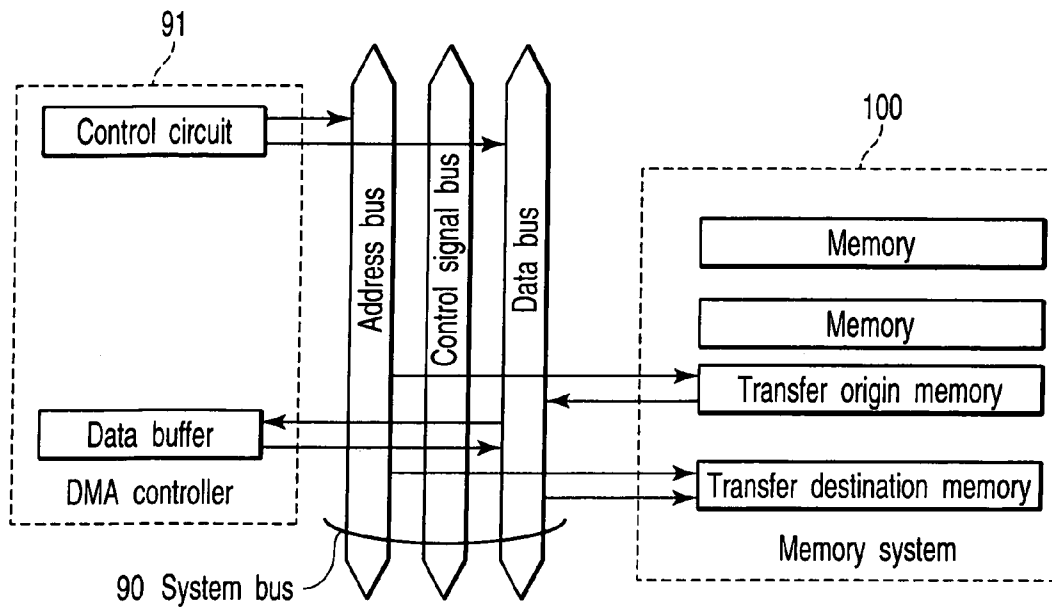 91
Control circuit
Data buffer
DMA controller
Address bus
Control signal bus
Data bus
90 System bus
100
Memory
Memory
Transfer origin memory
Transfer destination memory
Memory system